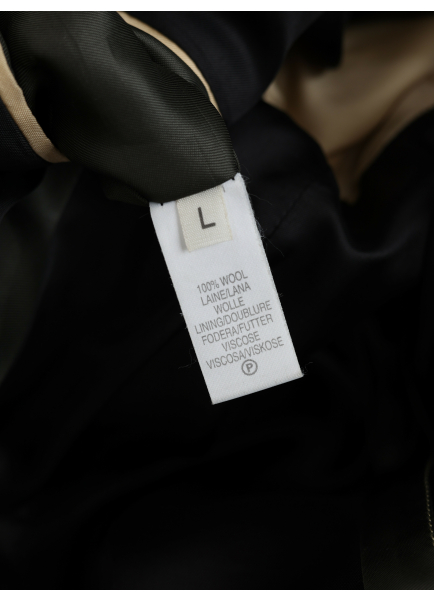 L
100% WOOL
LAINE/LANA
WOLLE
LINING/DOUBLURE
FODERA/FUTTER
VISCOSE
VISCOSA/VISKOSE
P